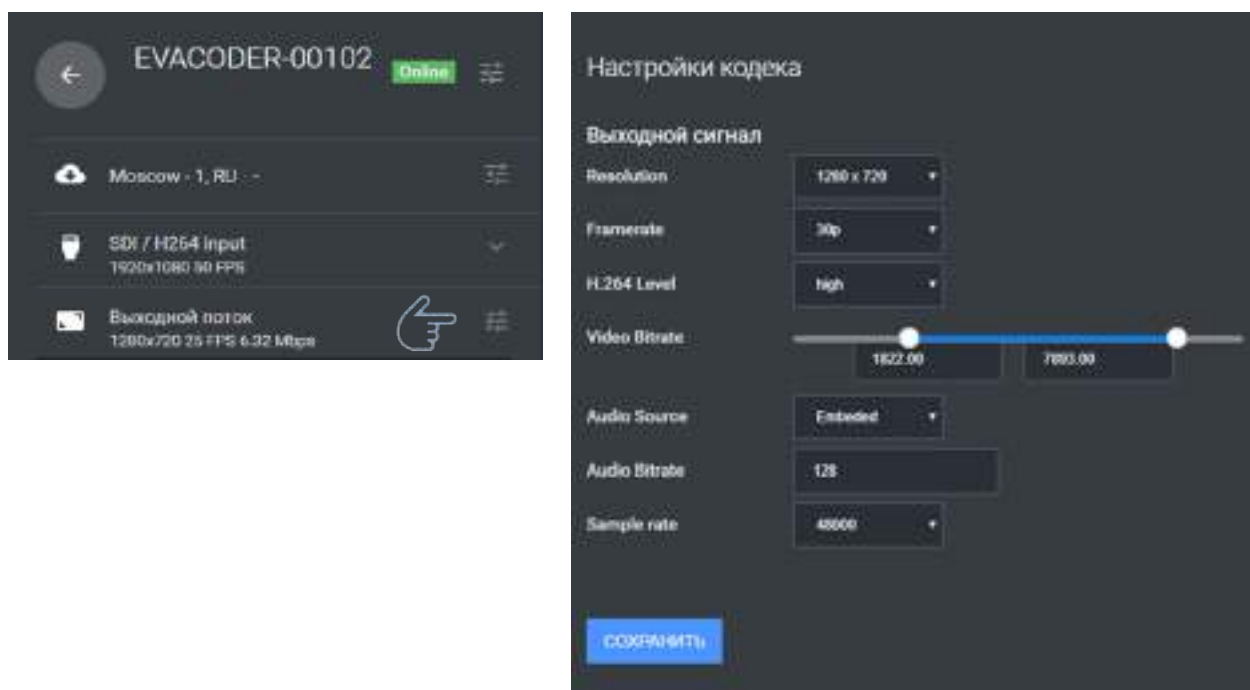 EVACODER-00102
Online
Moscow - 1, RU -
SDI / H264 input
1920x1080 50 FPS
Выходной поток
1280x720 25 FPS 6.32 Mbps
Настройки кодека
Выходной сигнал
Resolution 1280 x 720
Framerate 30p
H.264 Level high
Video Bitrate
1822.00 7893.00
Audio Source Embeded
Audio Bitrate 128
Sample rate 48000
СОХРАНИТЬ